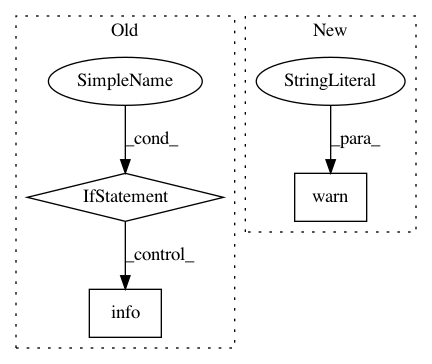 Old
New
SimpleName
StringLiteral
_cond_
_para_
IfStatement
warn
_control_
info